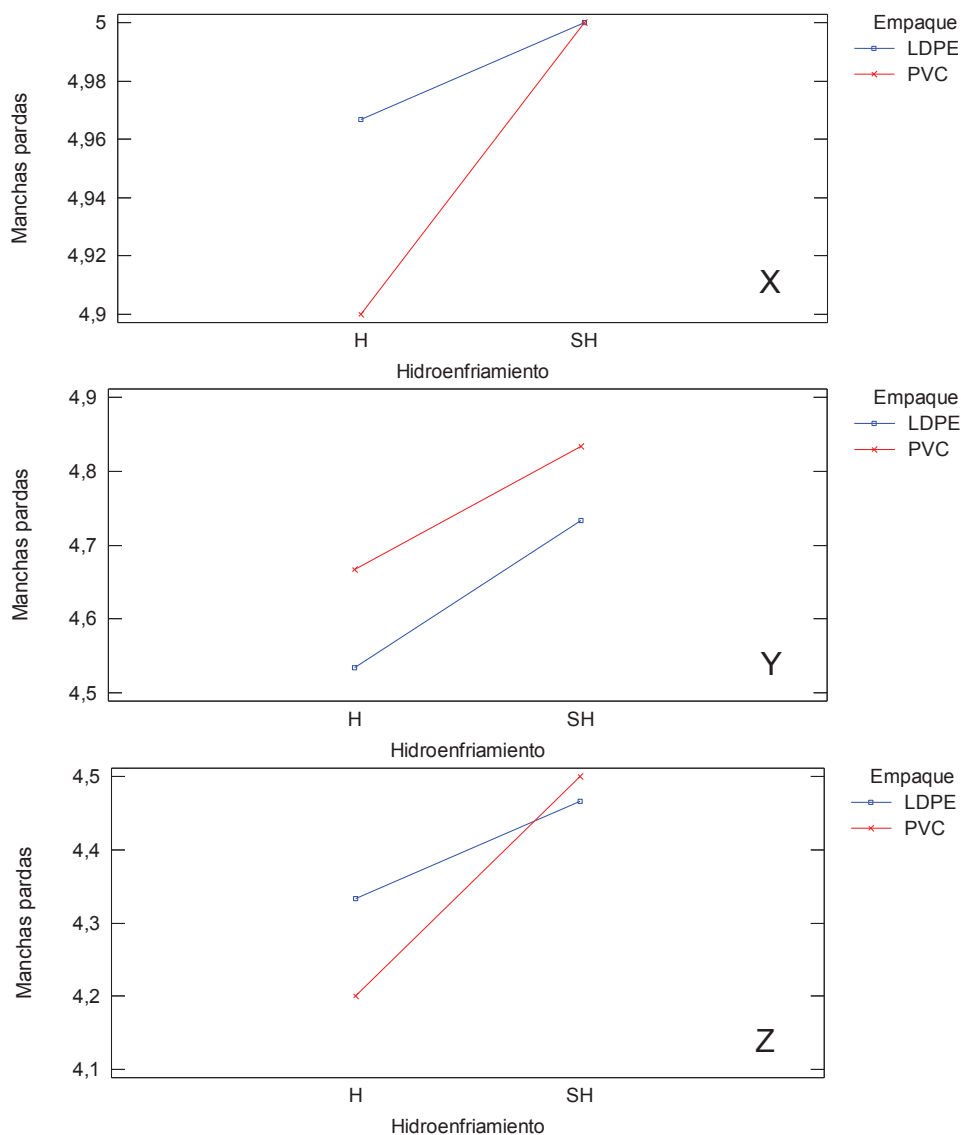 Manchas pardas
5
4,98
4,96
4,94
4,92
4,9
H
SH
Hidroenfriamiento
Empaque
LDPE
PVC
X
Manchas pardas
4,9
4,8
4,7
4,6
4,5
H
SH
Hidroenfriamiento
Empaque
LDPE
PVC
Y
Manchas pardas
4,5
4,4
4,3
4,2
4,1
H
SH
Hidroenfriamiento
Empaque
LDPE
PVC
Z